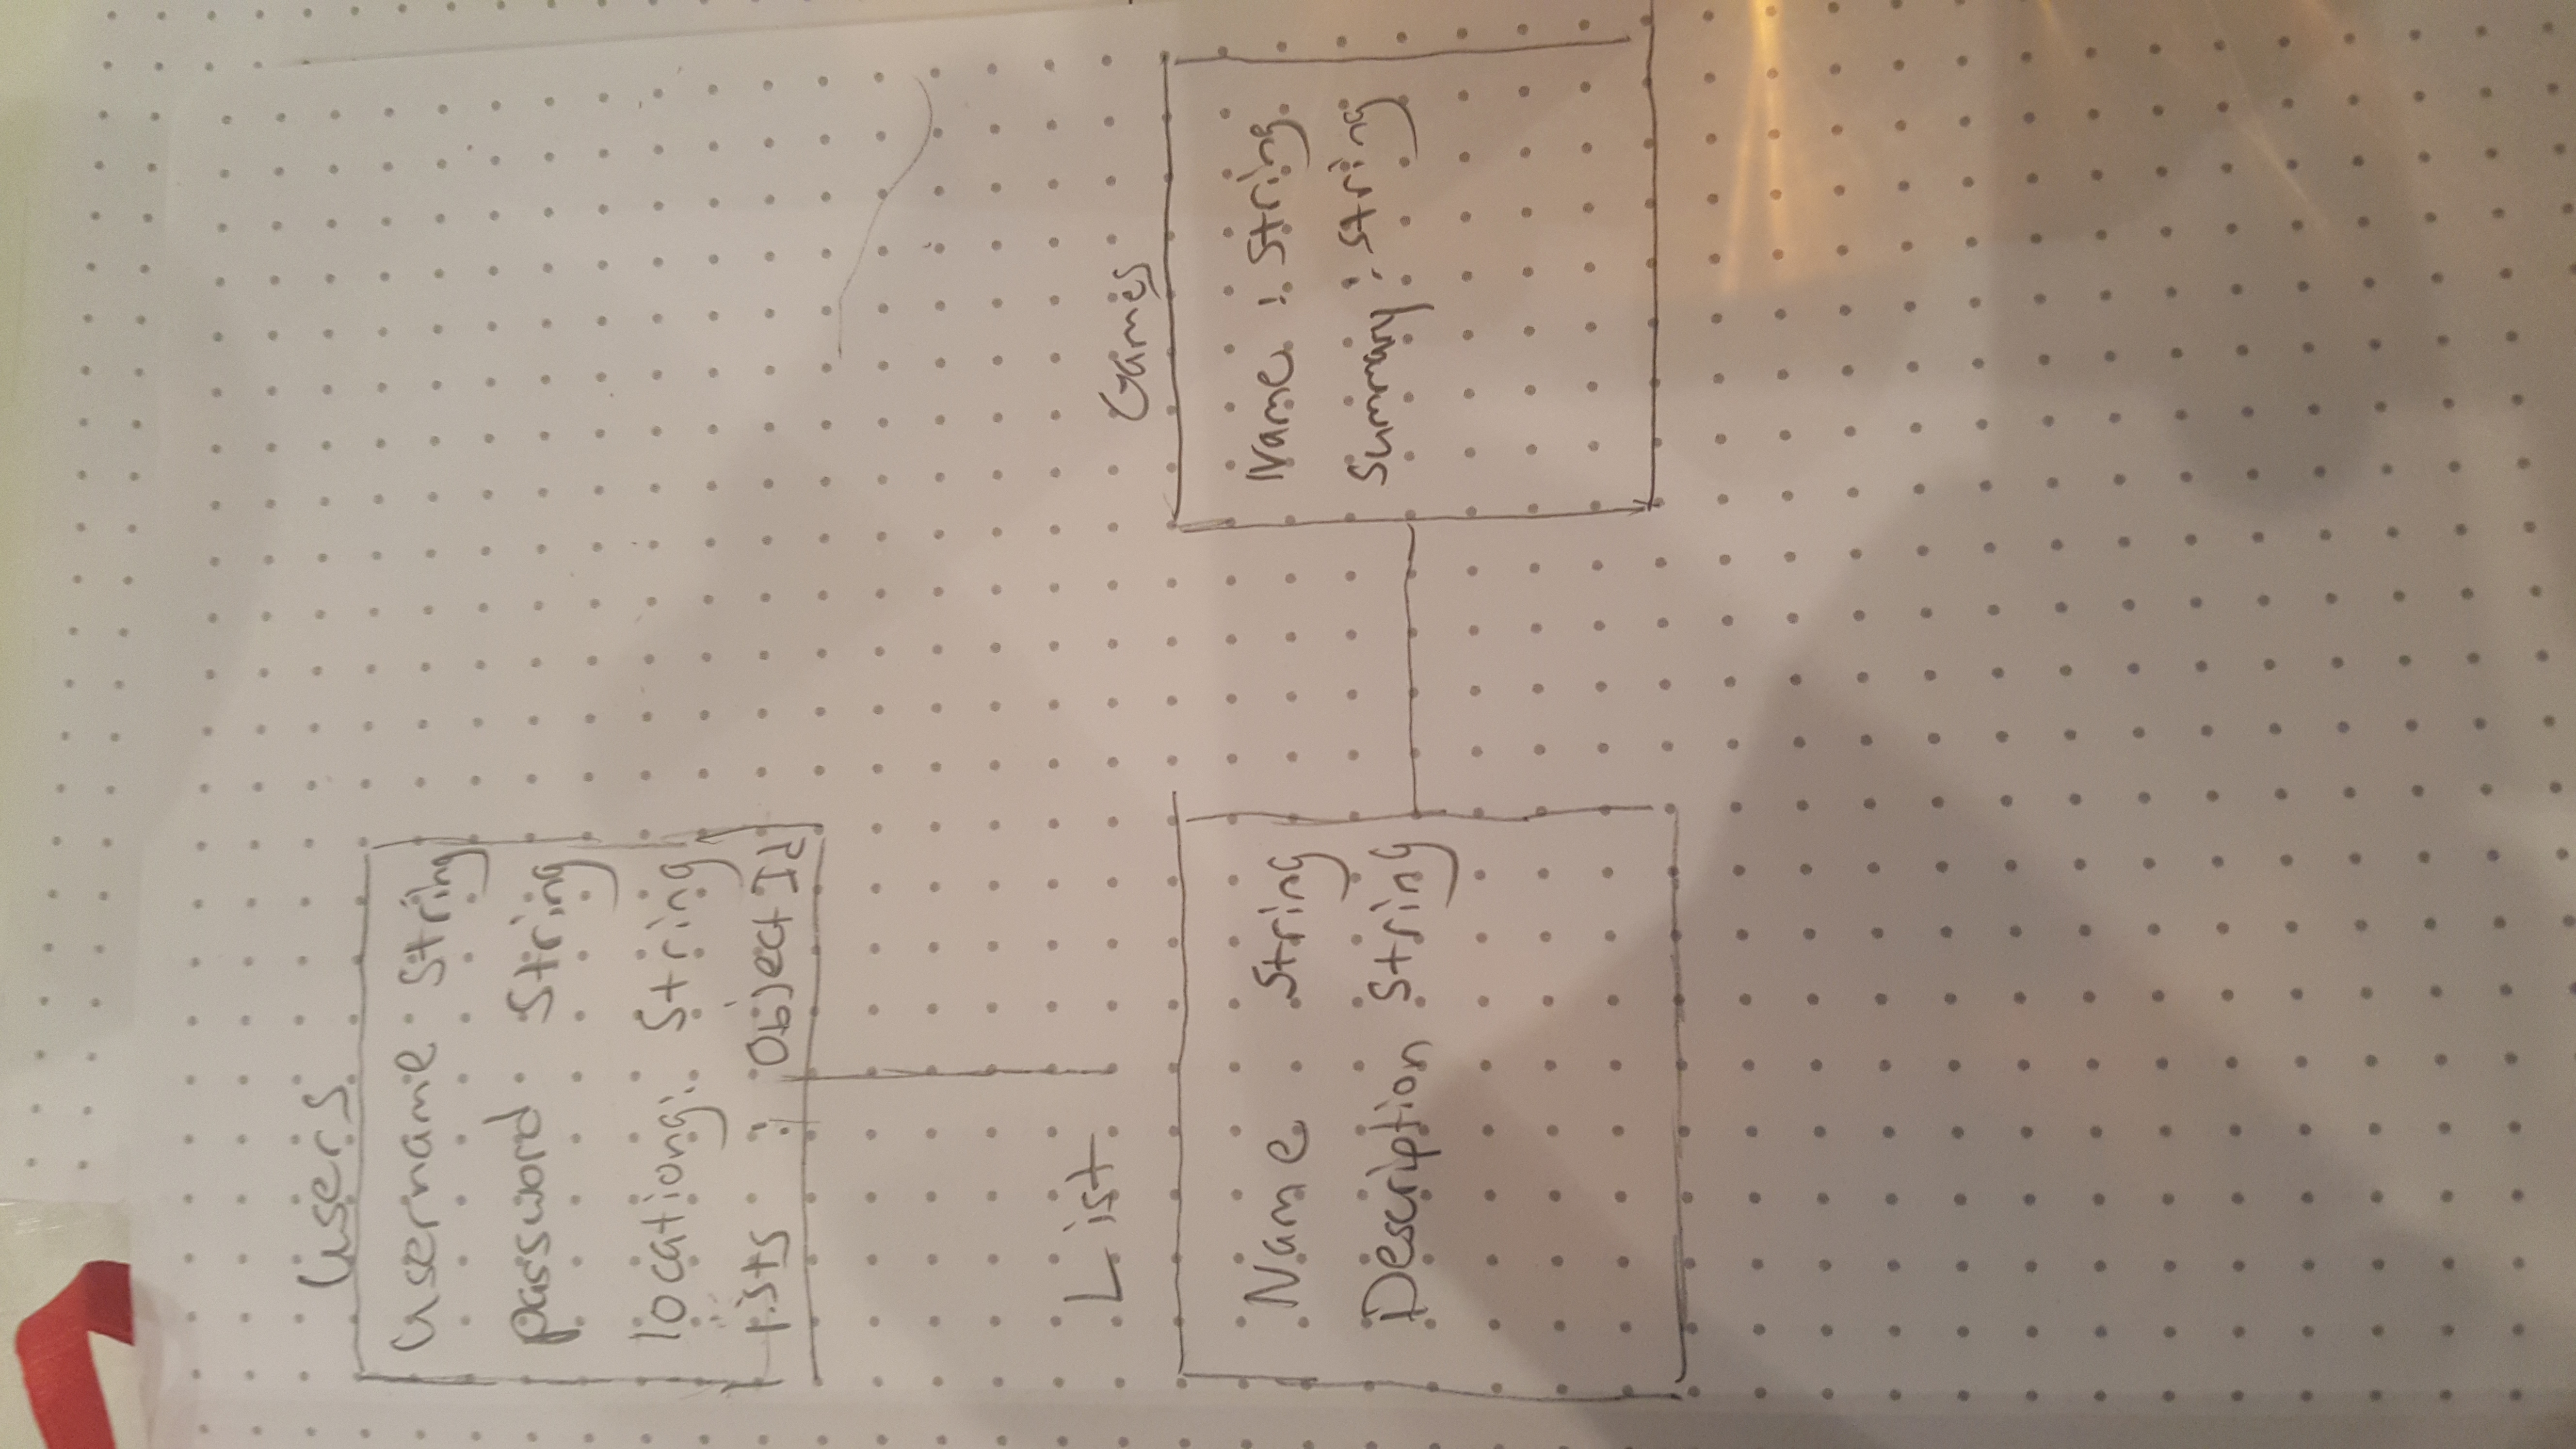 Users
Username : String
password : String
locationg: String
Lists : ObjectId
List
Name . String
Description String
Games
Name : String
Summary : String